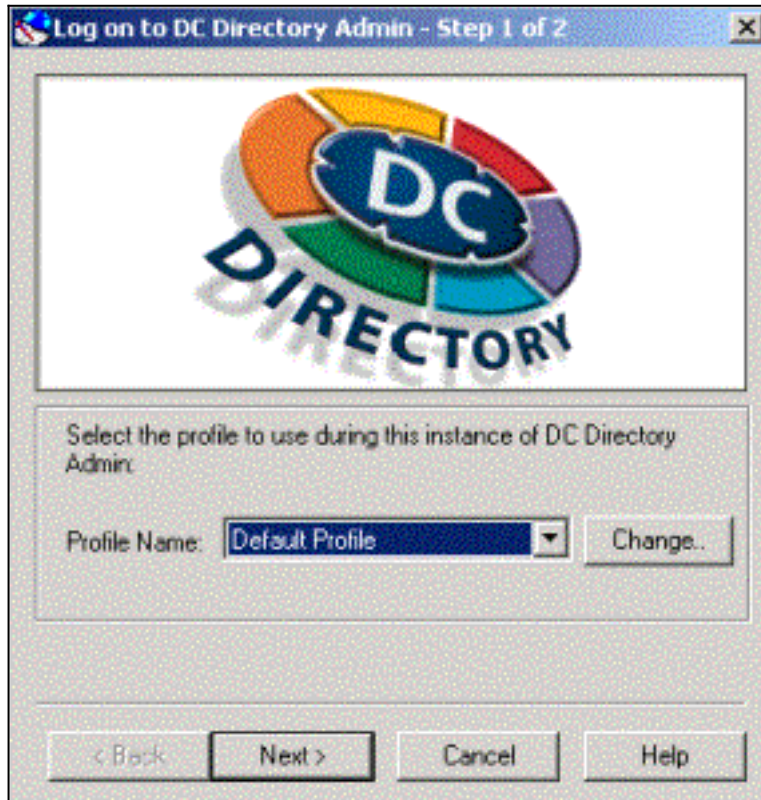 Log on to DC Directory Admin - Step 1 of 2
DC
DIRECTORY
Select the profile to use during this instance of DC Directory
Admin:
Profile Name: Default Profile Change..
< Back Next > Cancel Help